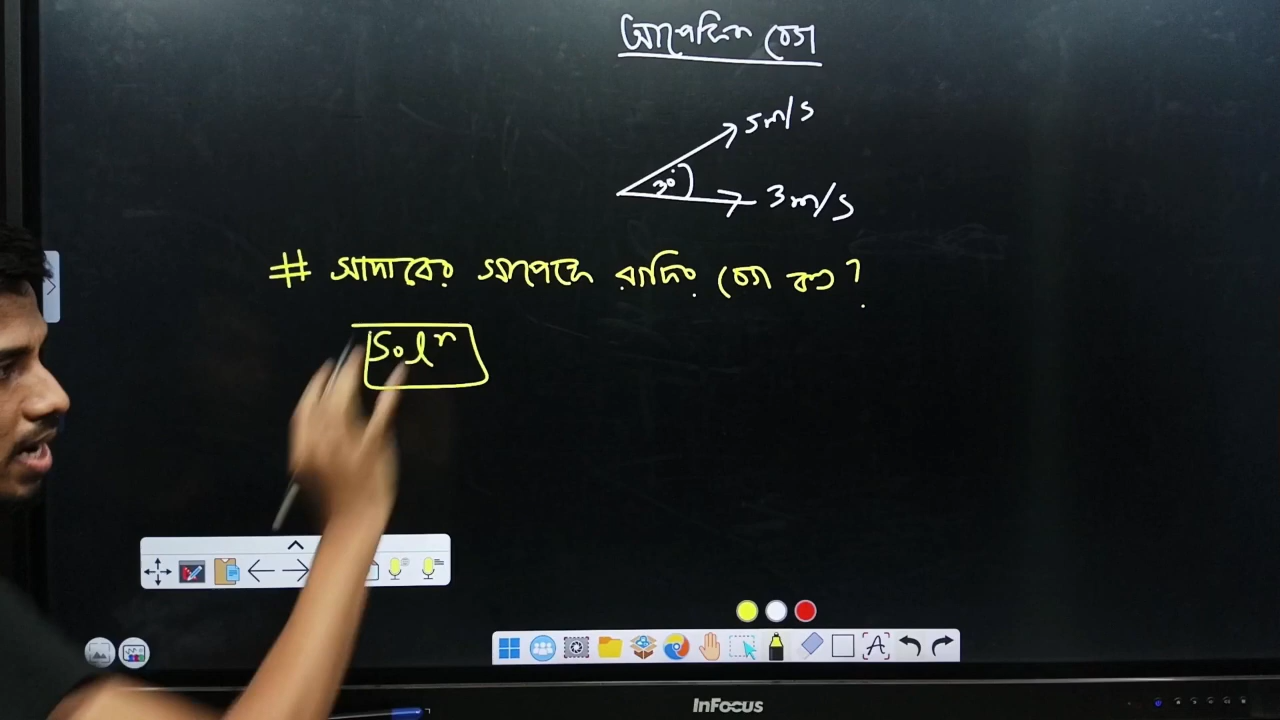 আপেক্ষিক বেগ
5m/s
30°
3m/s
# সাদাবের সাপেক্ষে রাদির বেগ কত ?
Solⁿ
InFocus